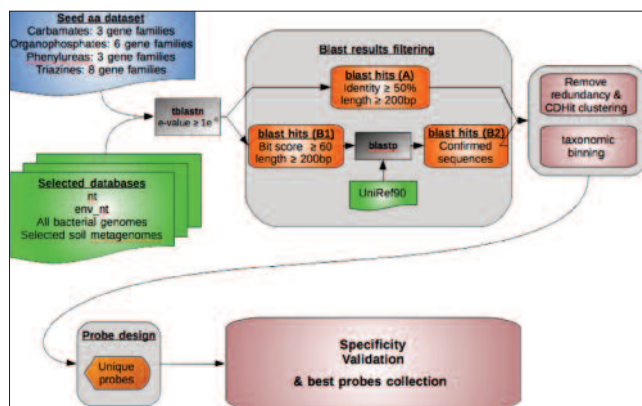 Seed aa dataset
Carbamates: 3 gene families
Organophosphates: 6 gene families
Phenylureas: 3 gene families
Triazines: 8 gene families
tblastn
e-value ≥ 1e
Selected databases
nt
env_nt
All bacterial genomes
Selected soil metagenomes
Blast results filtering
blast hits (A)
Identity ≥ 50%
length ≥ 200bp
blast hits (B1)
Bit score ≥ 60
length ≥ 200bp
blastp
blast hits (B2)
Confirmed
sequences
UniRef90
Remove
redundancy &
CDHit clustering
taxonomic
binning
Probe design
Unique
probes
Specificity
Validation
& best probes collection